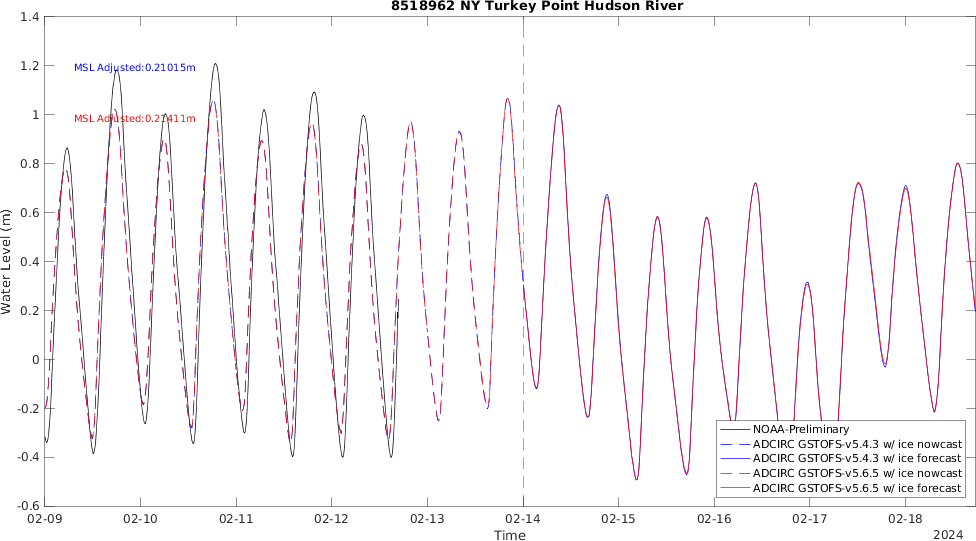 8518962 NY Turkey Point Hudson River
1.4
1.2
1
0.8
0.6
0.4
0.2
0
-0.2
-0.4
-0.6
Water Level (m)
MSL Adjusted:0.21015m
MSL Adjusted:0.21411m
NOAA-Preliminary
ADCIRC GSTOFS-v5.4.3 w/ ice nowcast
ADCIRC GSTOFS-v5.4.3 w/ ice forecast
ADCIRC GSTOFS-v5.6.5 w/ ice nowcast
ADCIRC GSTOFS-v5.6.5 w/ ice forecast
02-09 02-10 02-11 02-12 02-13 02-14 02-15 02-16 02-17 02-18
Time
2024